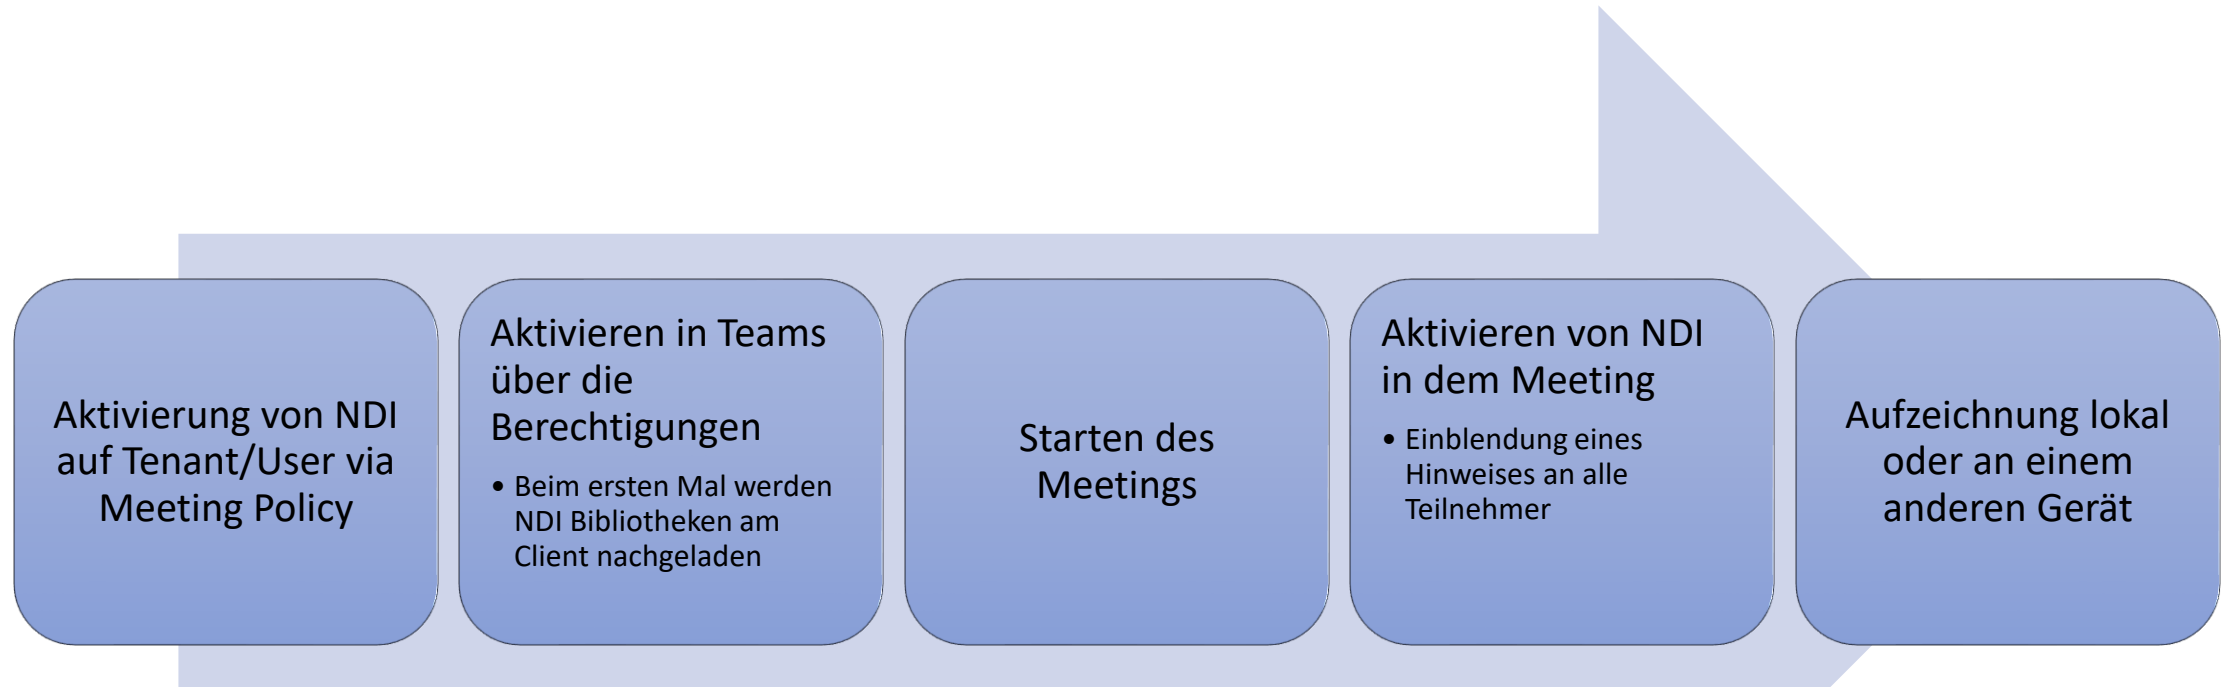 Aktivierung von NDI
auf Tenant/User via
Meeting Policy
Aktivieren in Teams
über die
Berechtigungen
• Beim ersten Mal werden
NDI Bibliotheken am
Client nachgeladen
Starten des
Meetings
Aktivieren von NDI
in dem Meeting
• Einblendung eines
Hinweises an alle
Teilnehmer
Aufzeichnung lokal
oder an einem
anderen Gerät